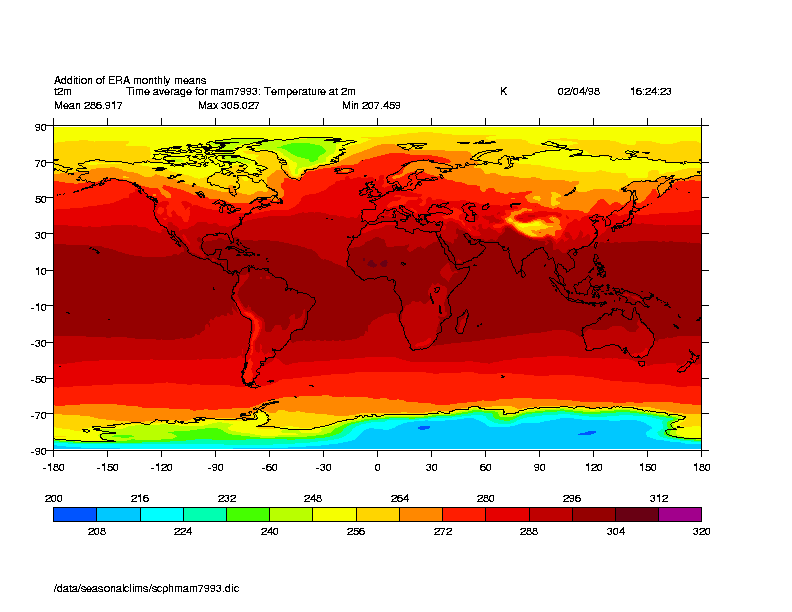 Addition of ERA monthly means
t2m Time average for mam7993: Temperature at 2m K 02/04/98 16:24:23
Mean 286.917 Max 305.027 Min 207.459
90
70
50
30
10
-10
-30
-50
-70
-90
-180 -150 -120 -90 -60 -30 0 30 60 90 120 150 180
200 216 232 248 264 280 296 312
208 224 240 256 272 288 304 320
/data/seasonalclims/scphmam7993.dic